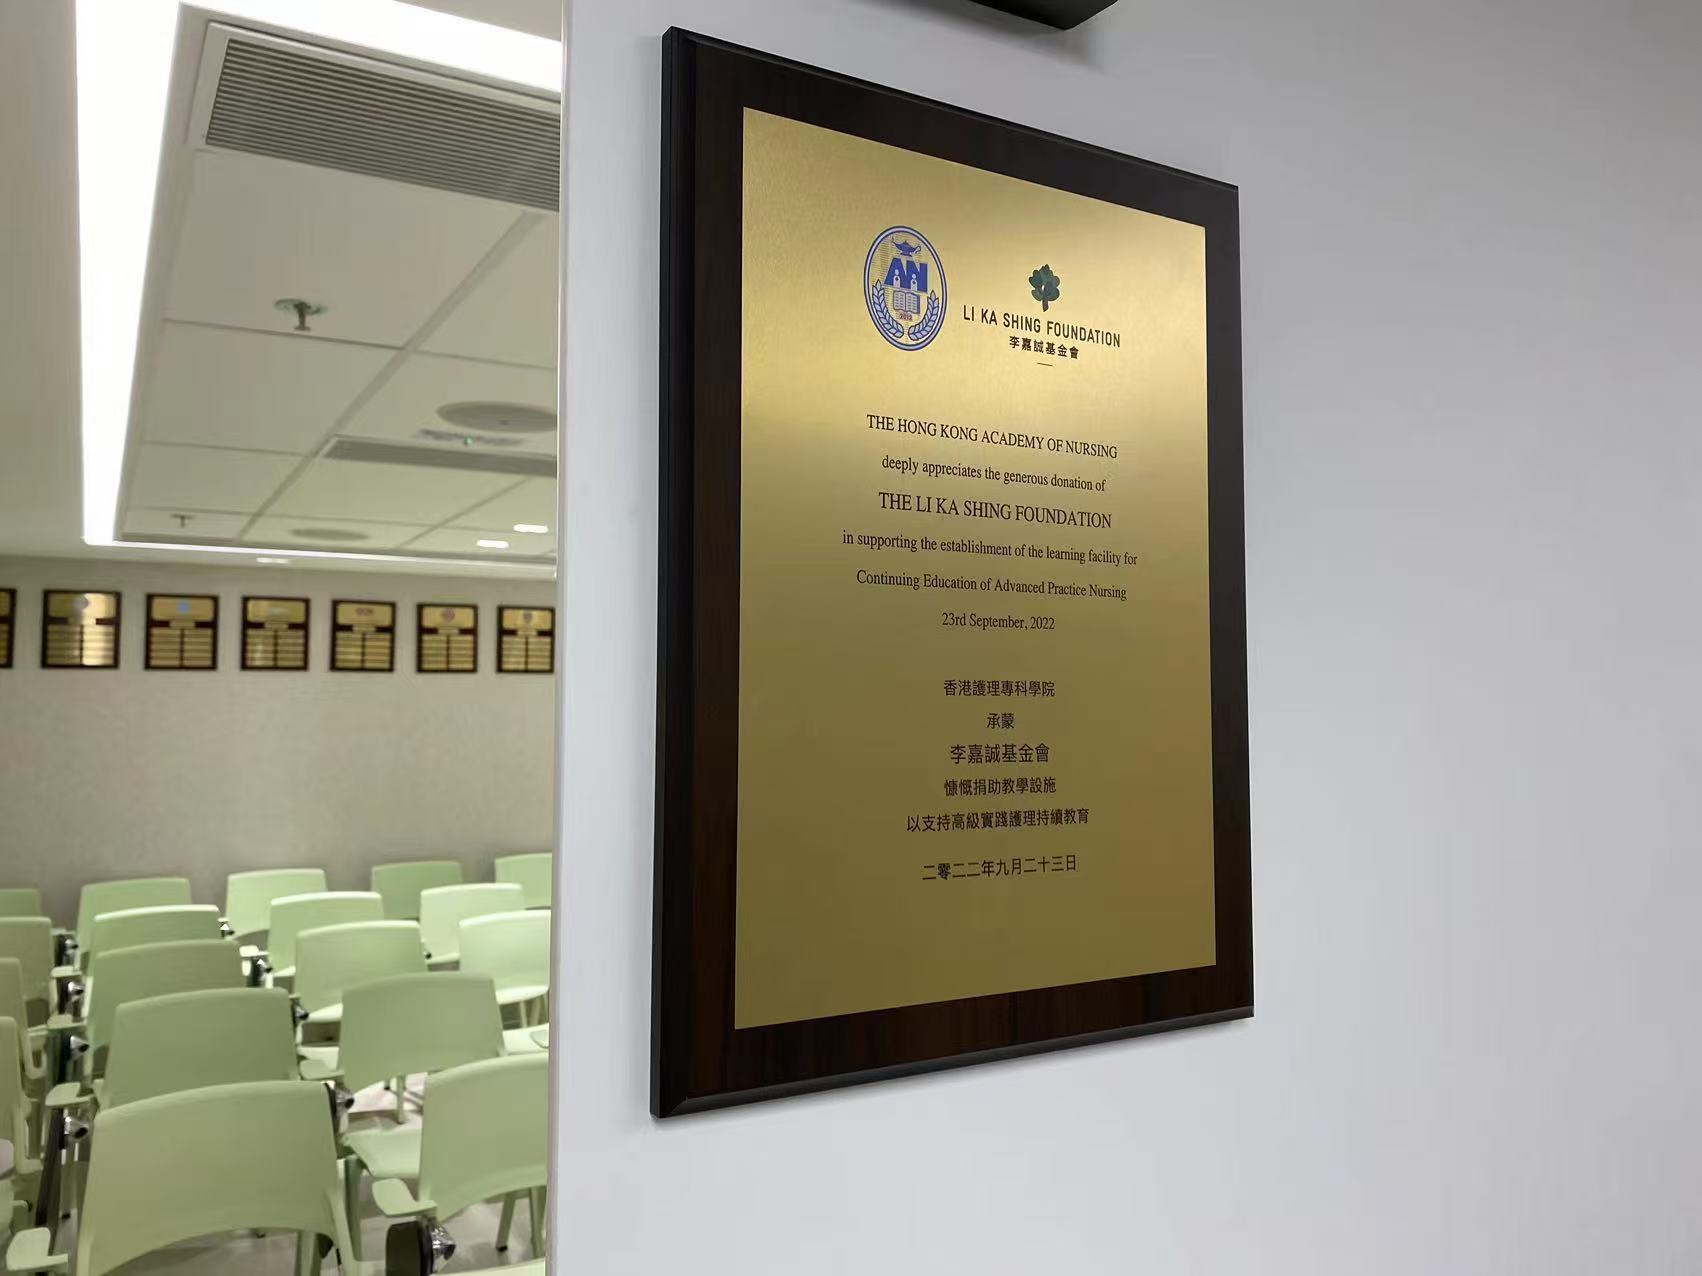 AN
2012
LI KA SHING FOUNDATION
李嘉誠基金會
THE HONG KONG ACADEMY OF NURSING
deeply appreciates the generous donation of
THE LI KA SHING FOUNDATION
in supporting the establishment of the learning facility for
Continuing Education of Advanced Practice Nursing
23rd September, 2022
香港護理專科學院
承蒙
李嘉誠基金會
慷慨捐助教學設施
以支持高級實踐護理持續教育
二零二二年九月二十三日